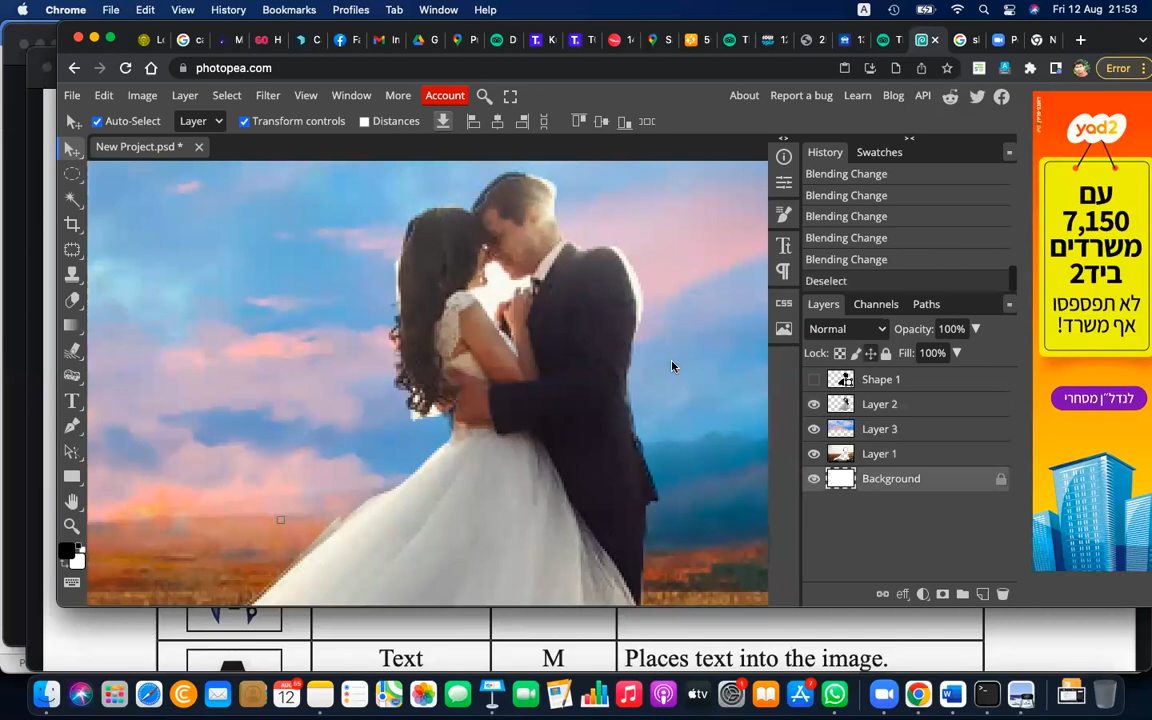 Chrome File Edit View History Bookmarks Profiles Tab Window Help A Fri 12 Aug 21:53
photopea.com Error
File Edit Image Layer Select Filter View Window More Account About Report a bug Learn Blog API
Auto-Select Layer Transform controls Distances
New Project.psd *
History Swatches
Blending Change
Blending Change
Blending Change
Blending Change
Blending Change
Deselect
Layers Channels Paths
Normal Opacity: 100%
Lock: Fill: 100%
Shape 1
Layer 2
Layer 3
Layer 1
Background
CSS
eff
yad2
עם
7,150
משרדים
ביד2
לא תפספסו
אף משרד!
לנדל"ן מסחרי
Text M Places text into the image.